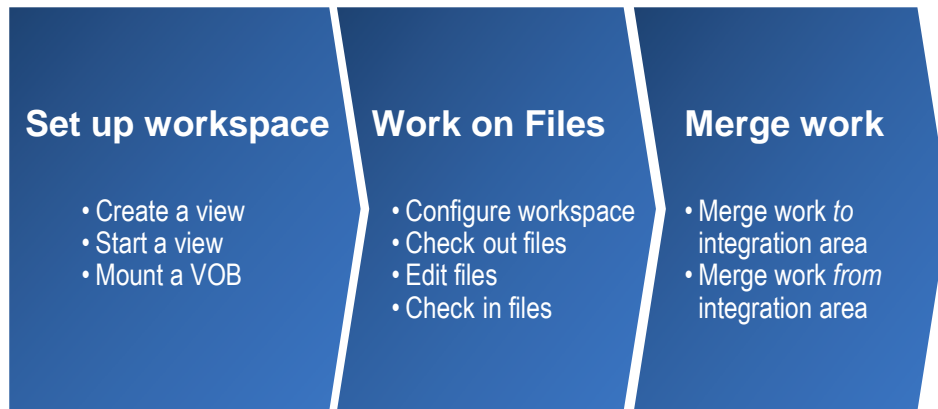 Set up workspace
• Create a view
• Start a view
• Mount a VOB
Work on Files
• Configure workspace
• Check out files
• Edit files
• Check in files
Merge work
• Merge work to
integration area
• Merge work from
integration area